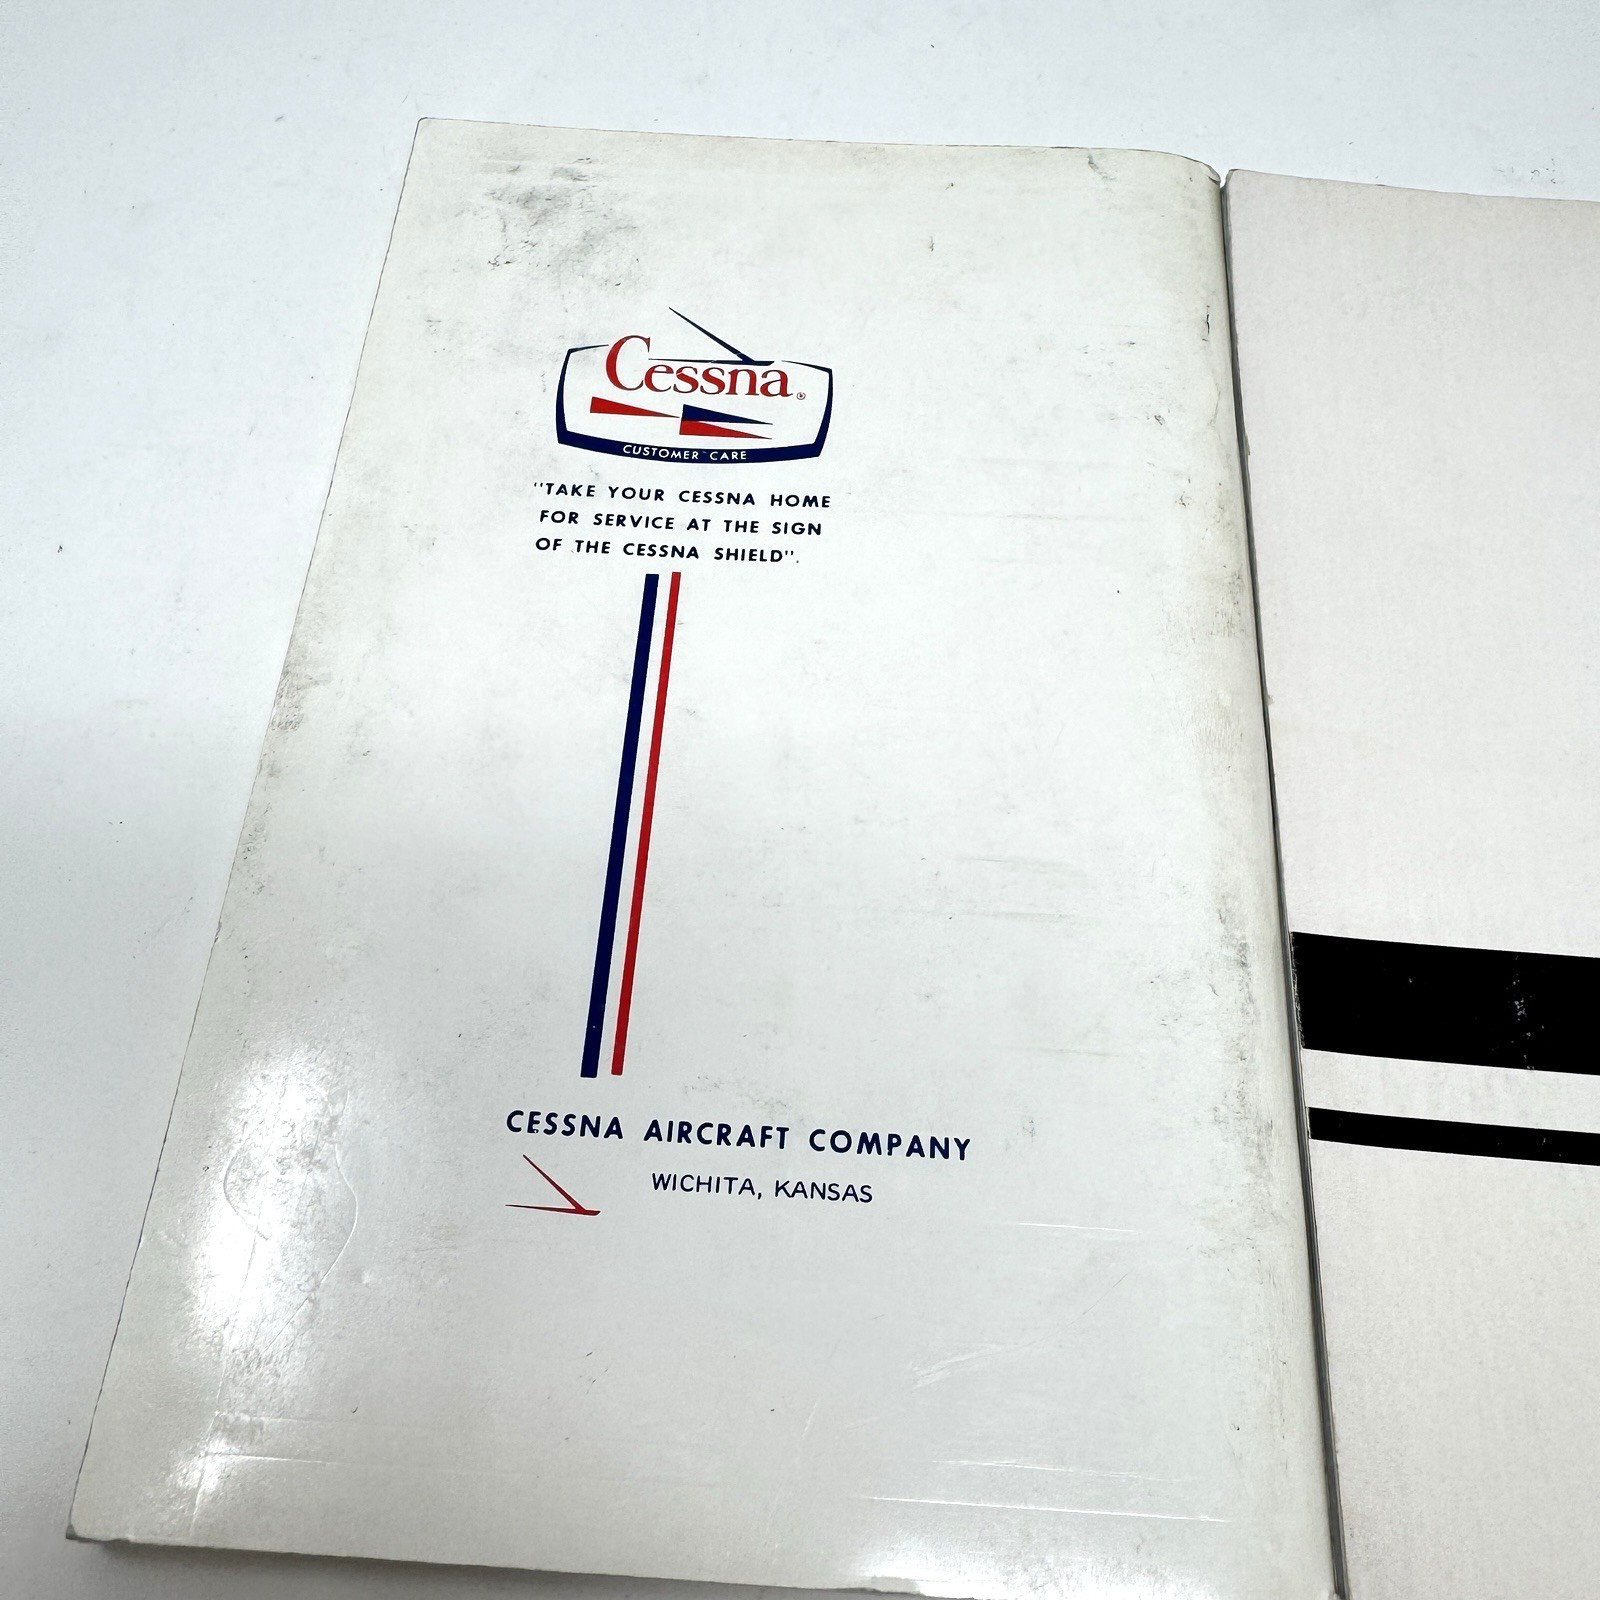 Cessna®
CUSTOMER CARE
"TAKE YOUR CESSNA HOME
FOR SERVICE AT THE SIGN
OF THE CESSNA SHIELD".
CESSNA AIRCRAFT COMPANY
WICHITA, KANSAS